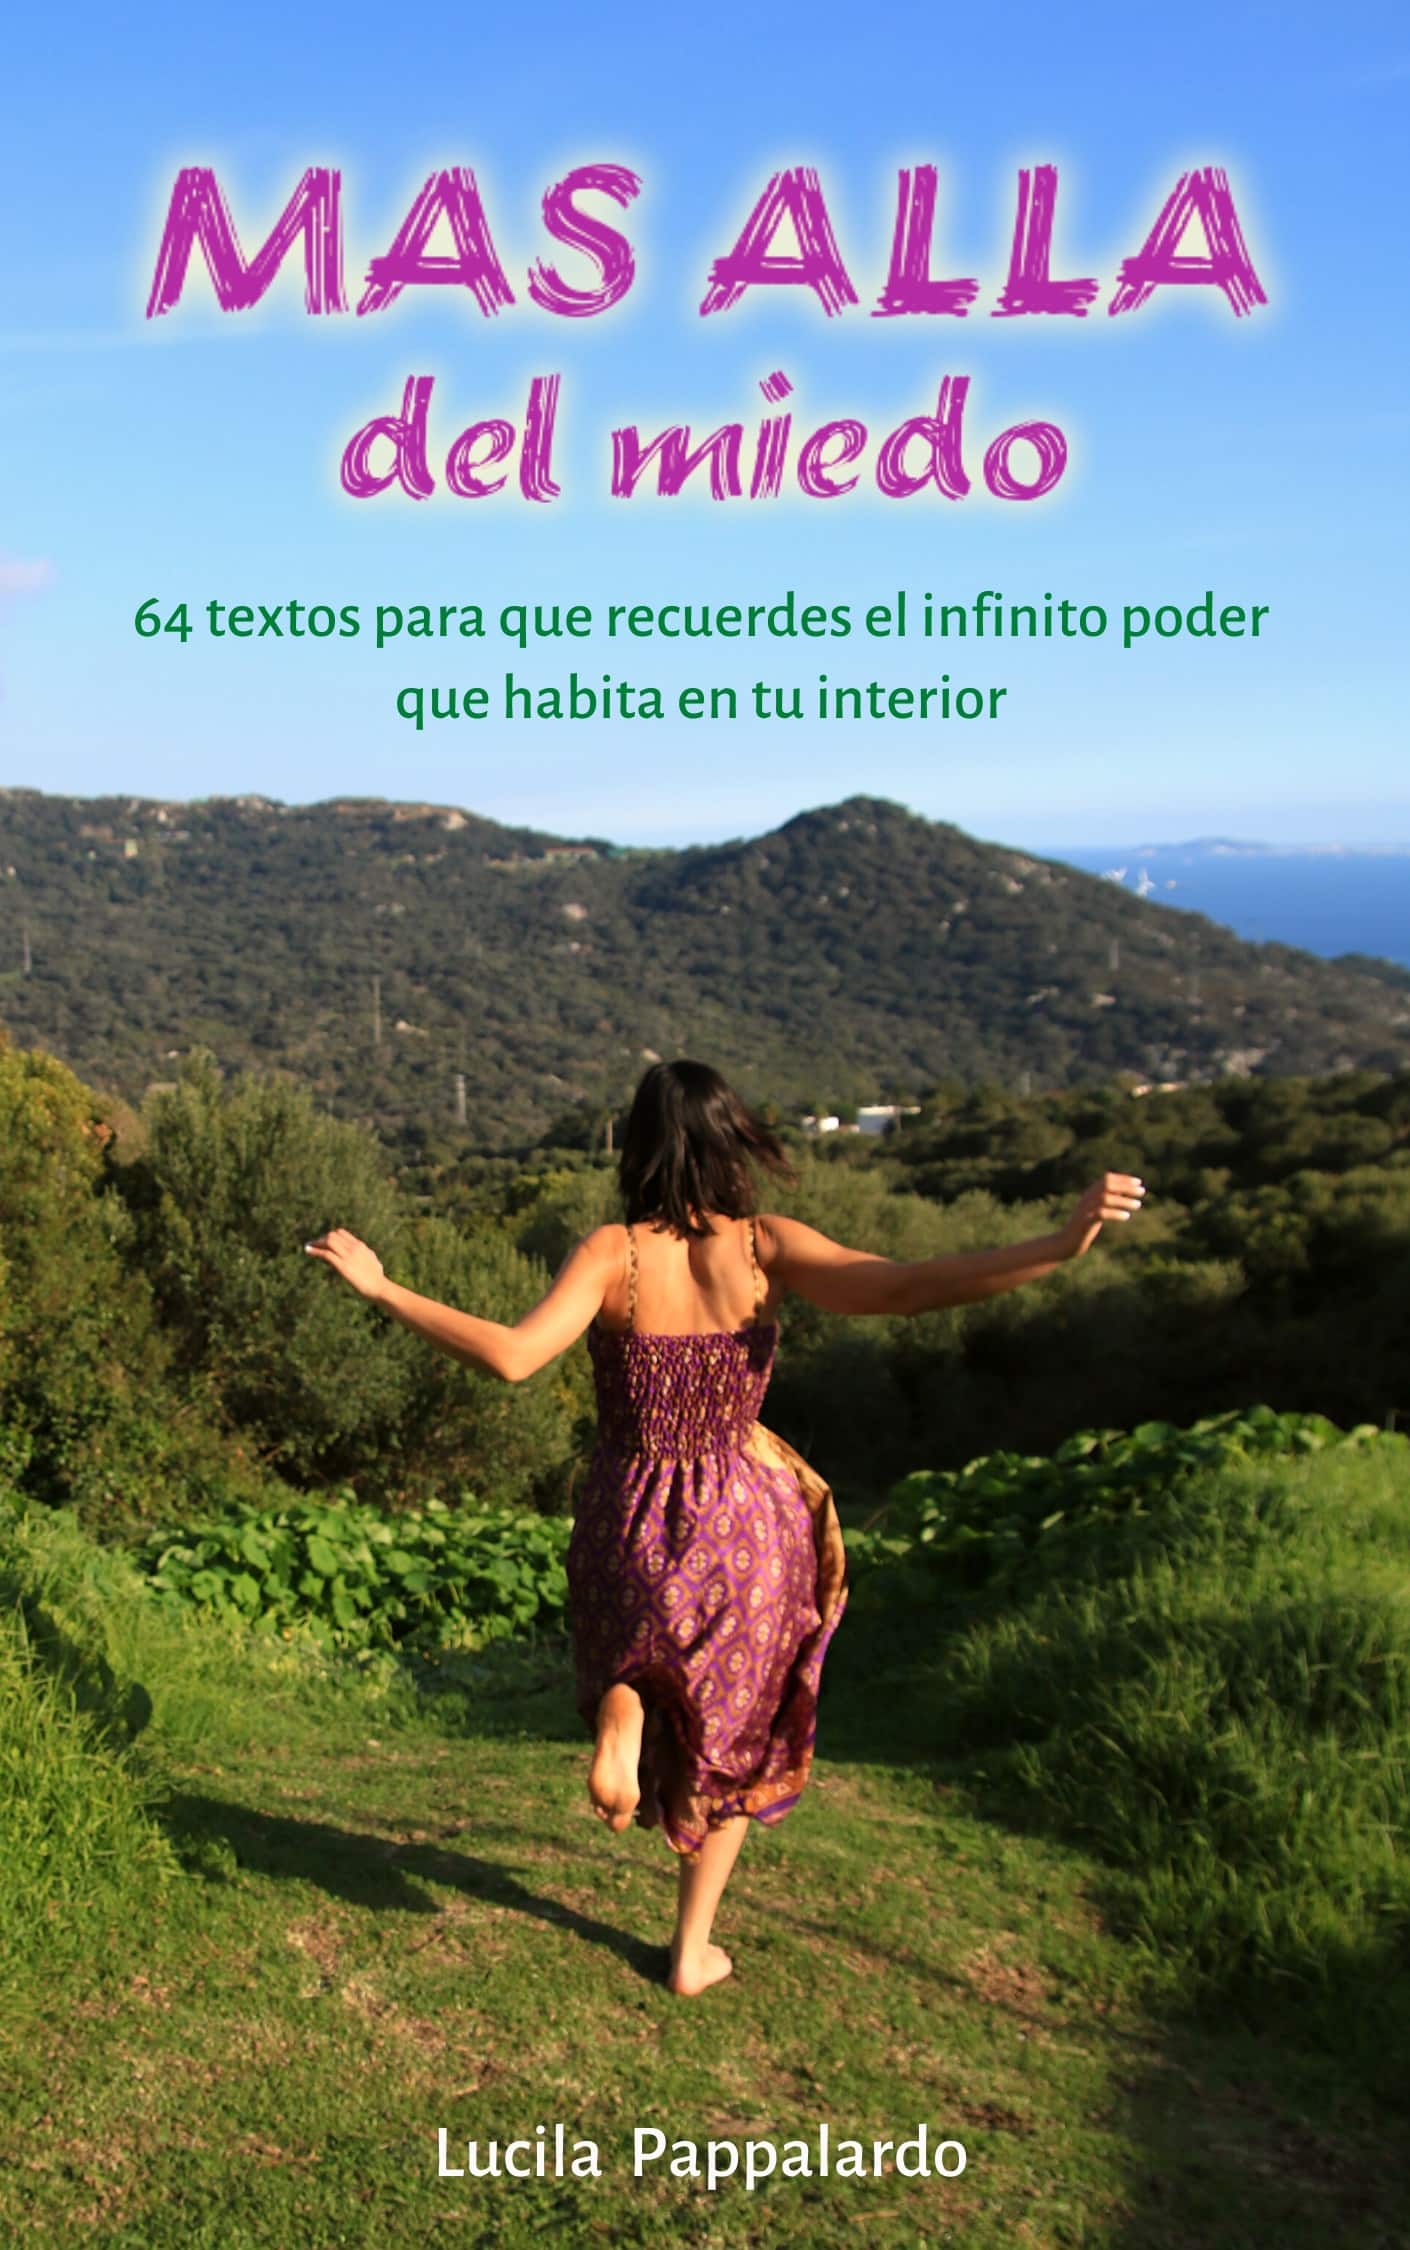 MAS ALLA
del miedo
64 textos para que recuerdes el infinito poder
que habita en tu interior
Lucila Pappalardo